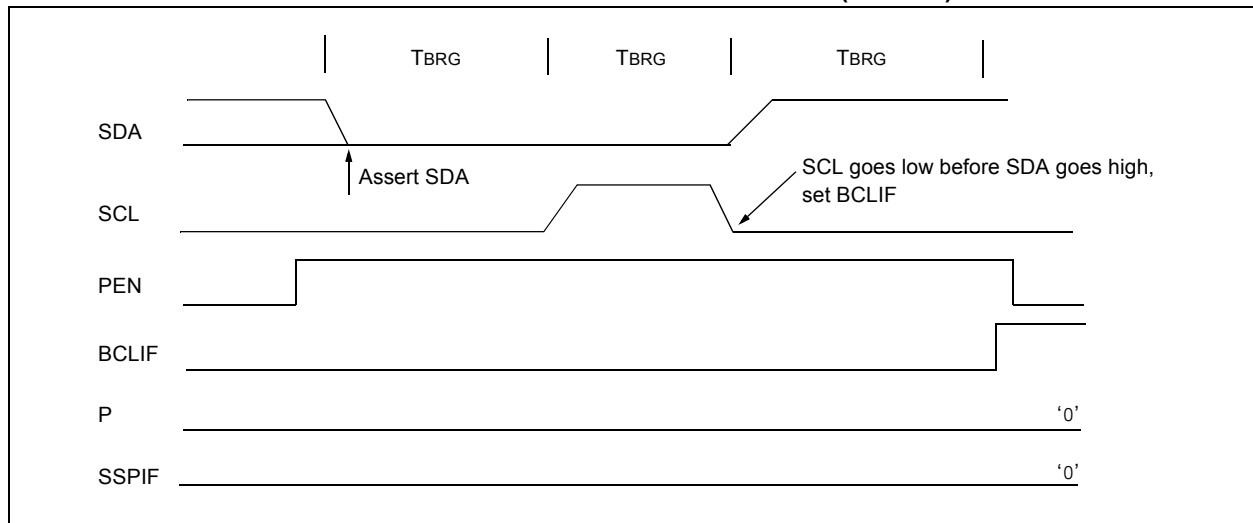 TBRG TBRG TBRG
SDA
Assert SDA
SCL goes low before SDA goes high,
set BCLIF
SCL
PEN
BCLIF
P
‘0’
SSPIF
‘0’